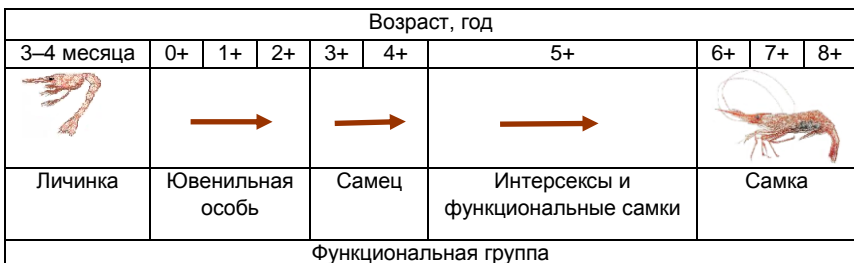 Возраст, год
3–4 месяца 0+ 1+ 2+ 3+ 4+ 5+ 6+ 7+ 8+
Личинка Ювенильная Самец Интерсексы и Самка
особь функциональные самки
Функциональная группа